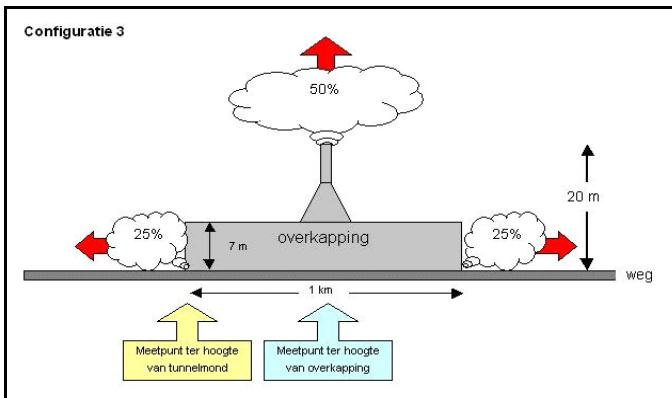 Configuratie 3
50%
20 m
25%
7 m
overkapping
25%
weg
1 km
Meetpunt ter hoogte
van tunnelmond
Meetpunt ter hoogte
van overkapping